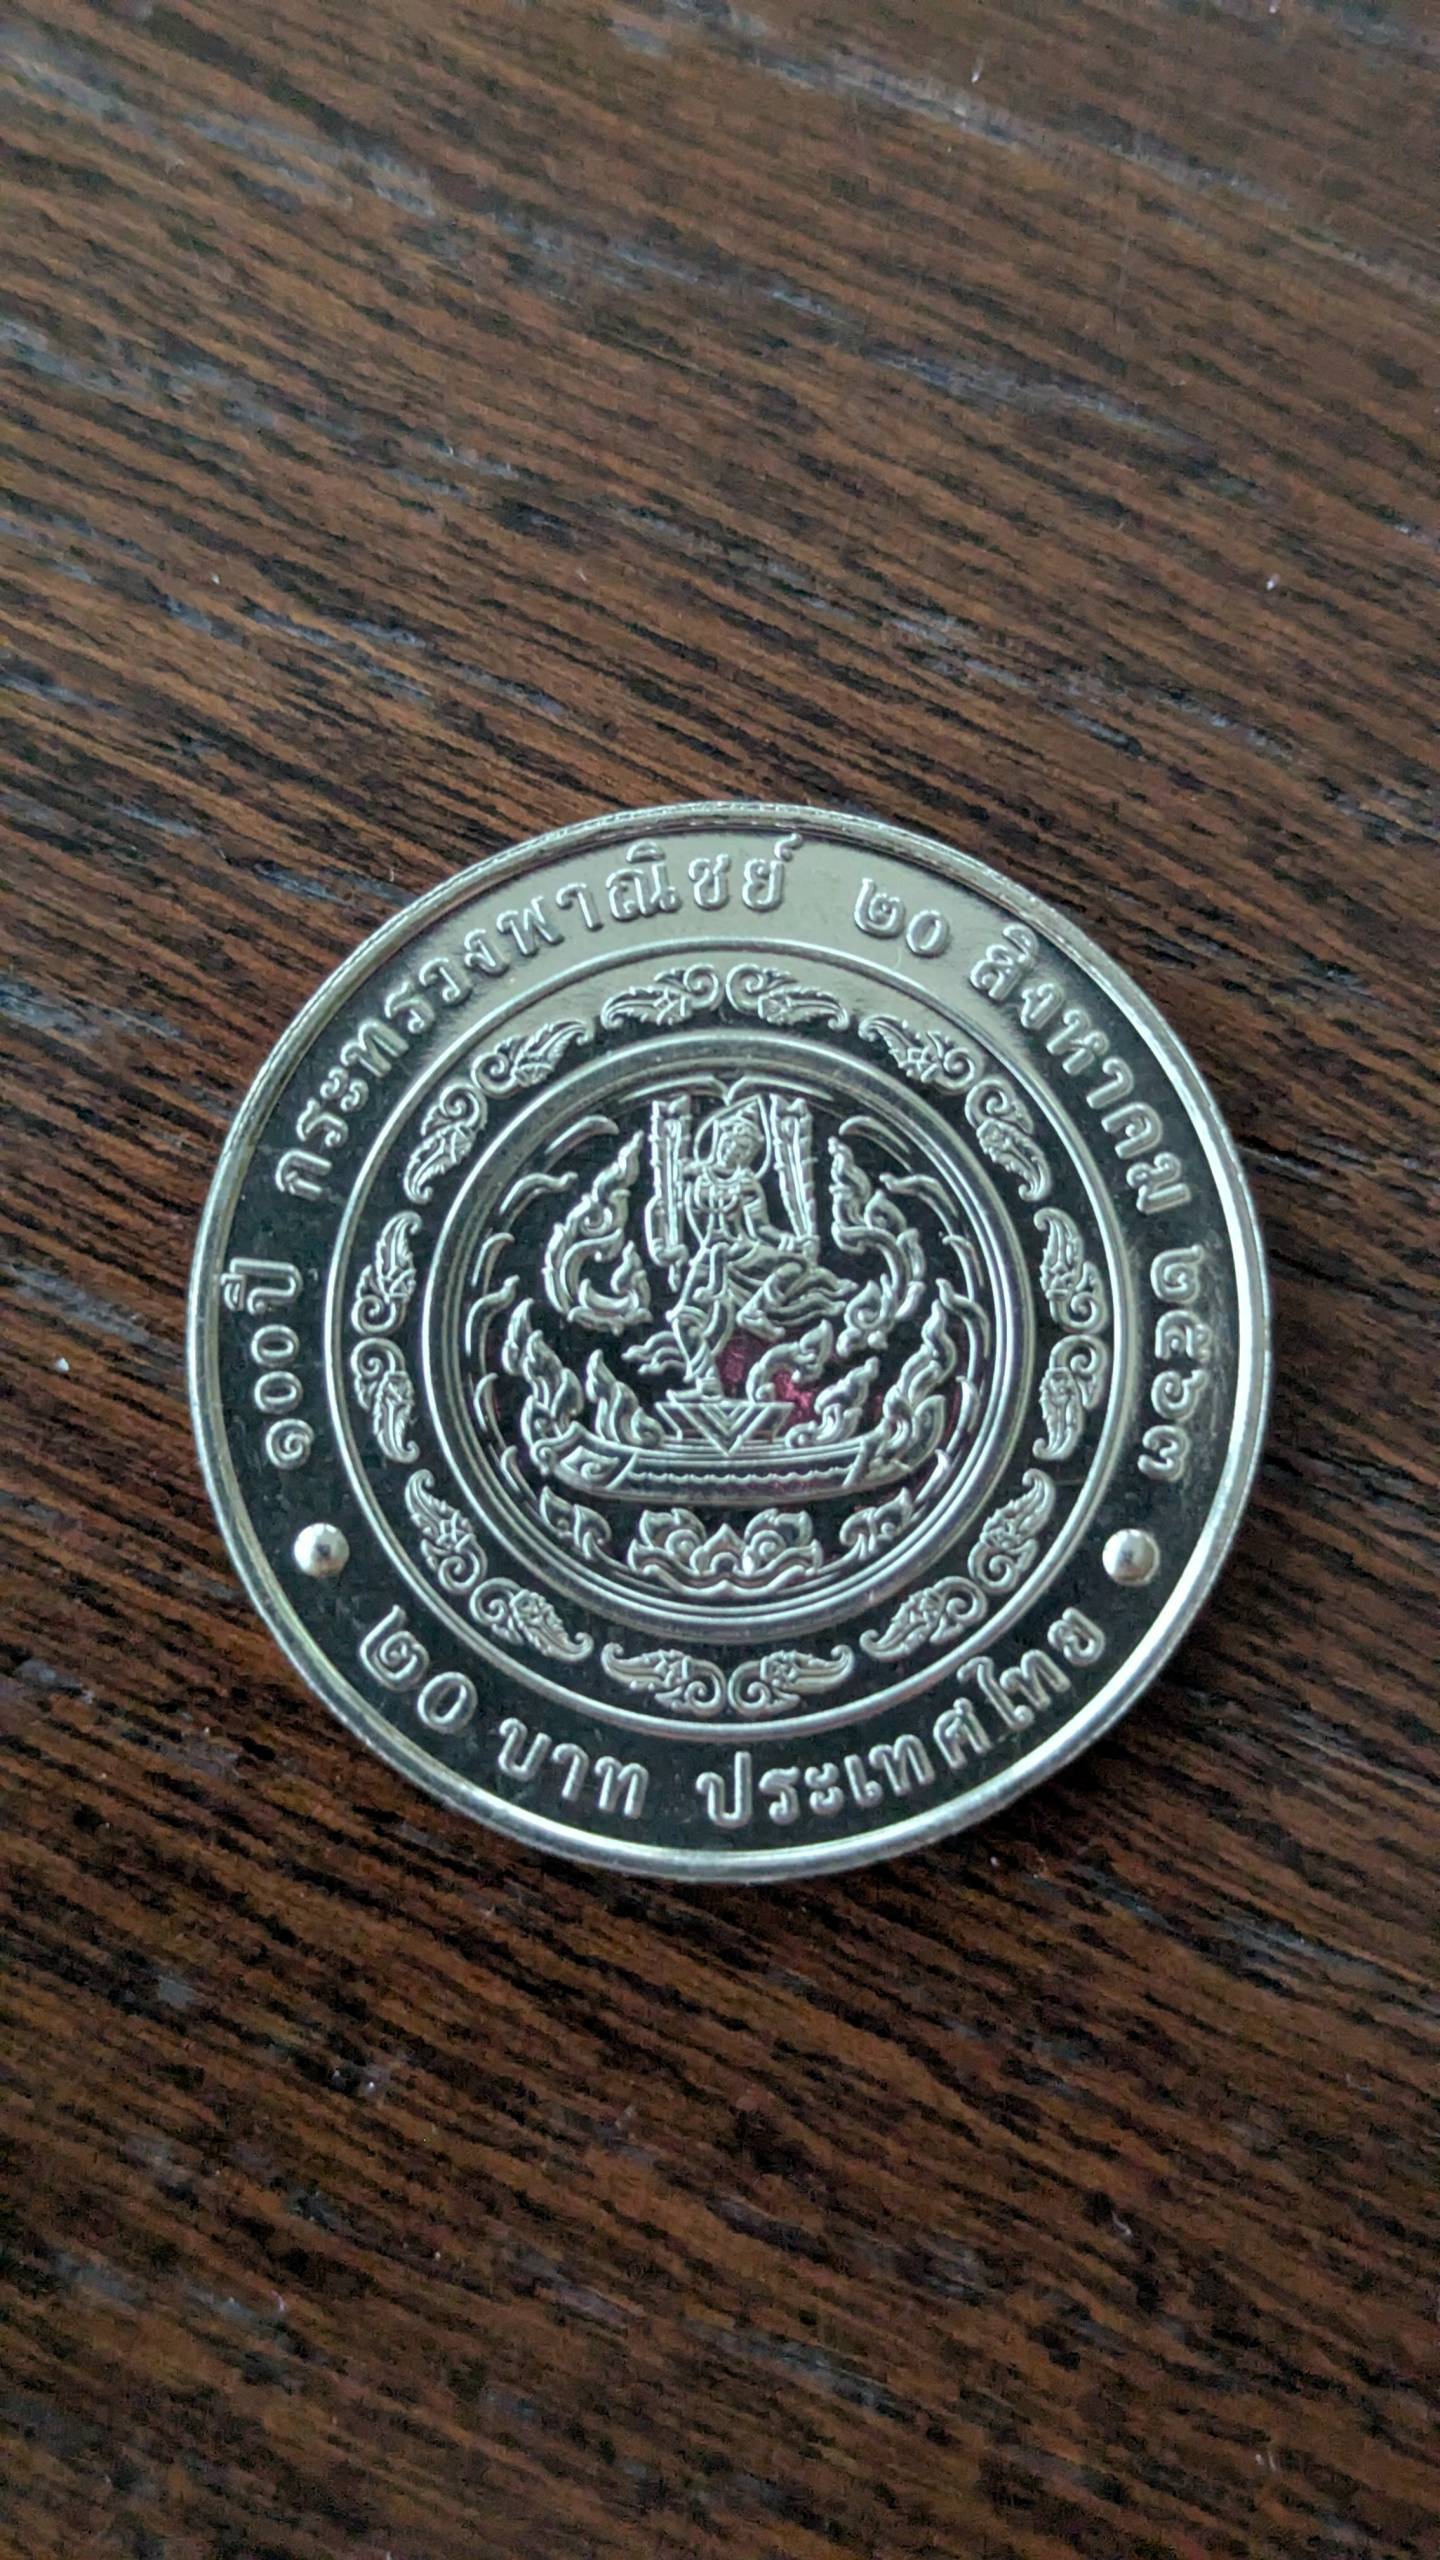 ๑๐๐ ปี กระทรวงพาณิชย์ ๒๐ สิงหาคม ๒๕๖๓
๒๐ บาท ประเทศไทย